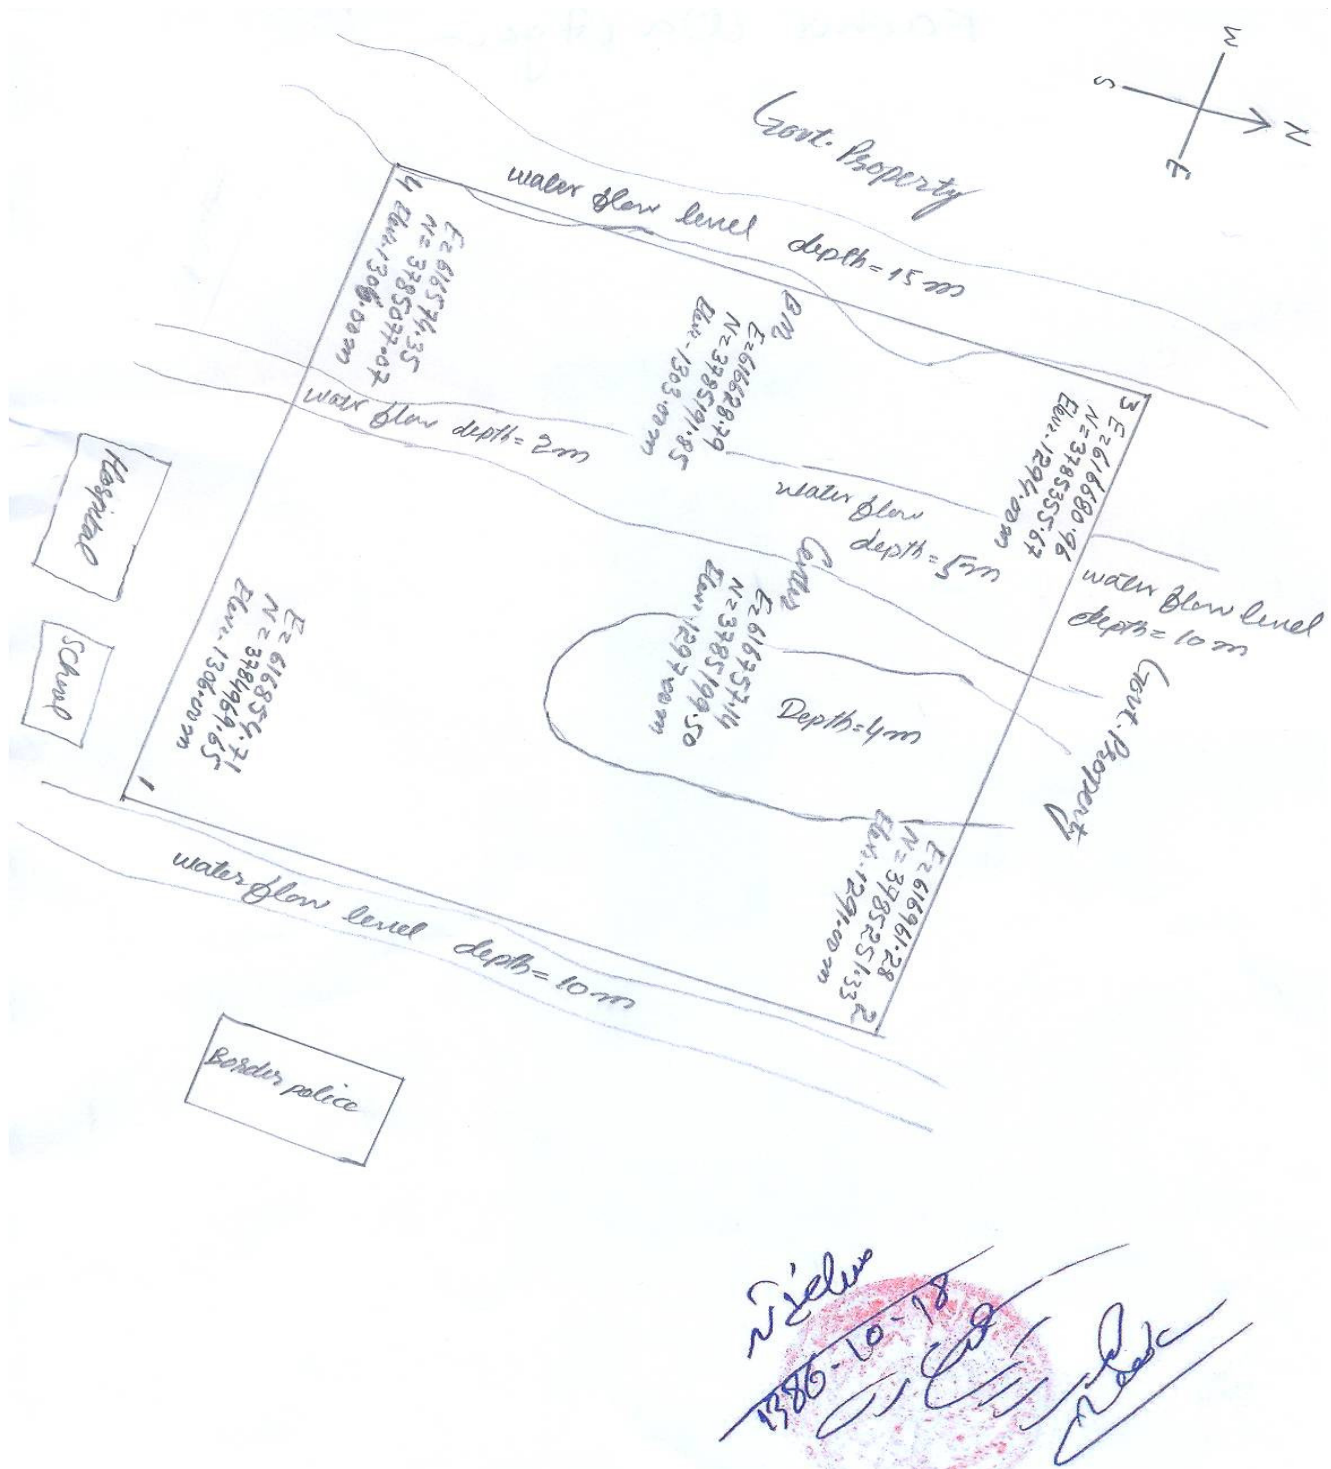 W
S
N
E
Govt. Property
water flow level depth = 15m
4
E=616574.35
N=3785077.07
Elev-1306.00m
BM
E=616628.79
N=3785191.85
Elev-1303.00m
3
E=616680.96
N=3785355.67
Elev-1294.00m
water flow depth = 2m
water flow
depth = 5m
water flow level
depth = 10m
Govt. Property
Hospital
School
Center
E=616757.14
N=3785199.50
Elev-1297.00m
Depth=4m
E=616854.71
N=3784969.65
Elev-1306.00m
1
E=616961.28
N=3785251.33
Elev-1291.00m
2
water flow level depth = 10m
Border police
1386-10-18